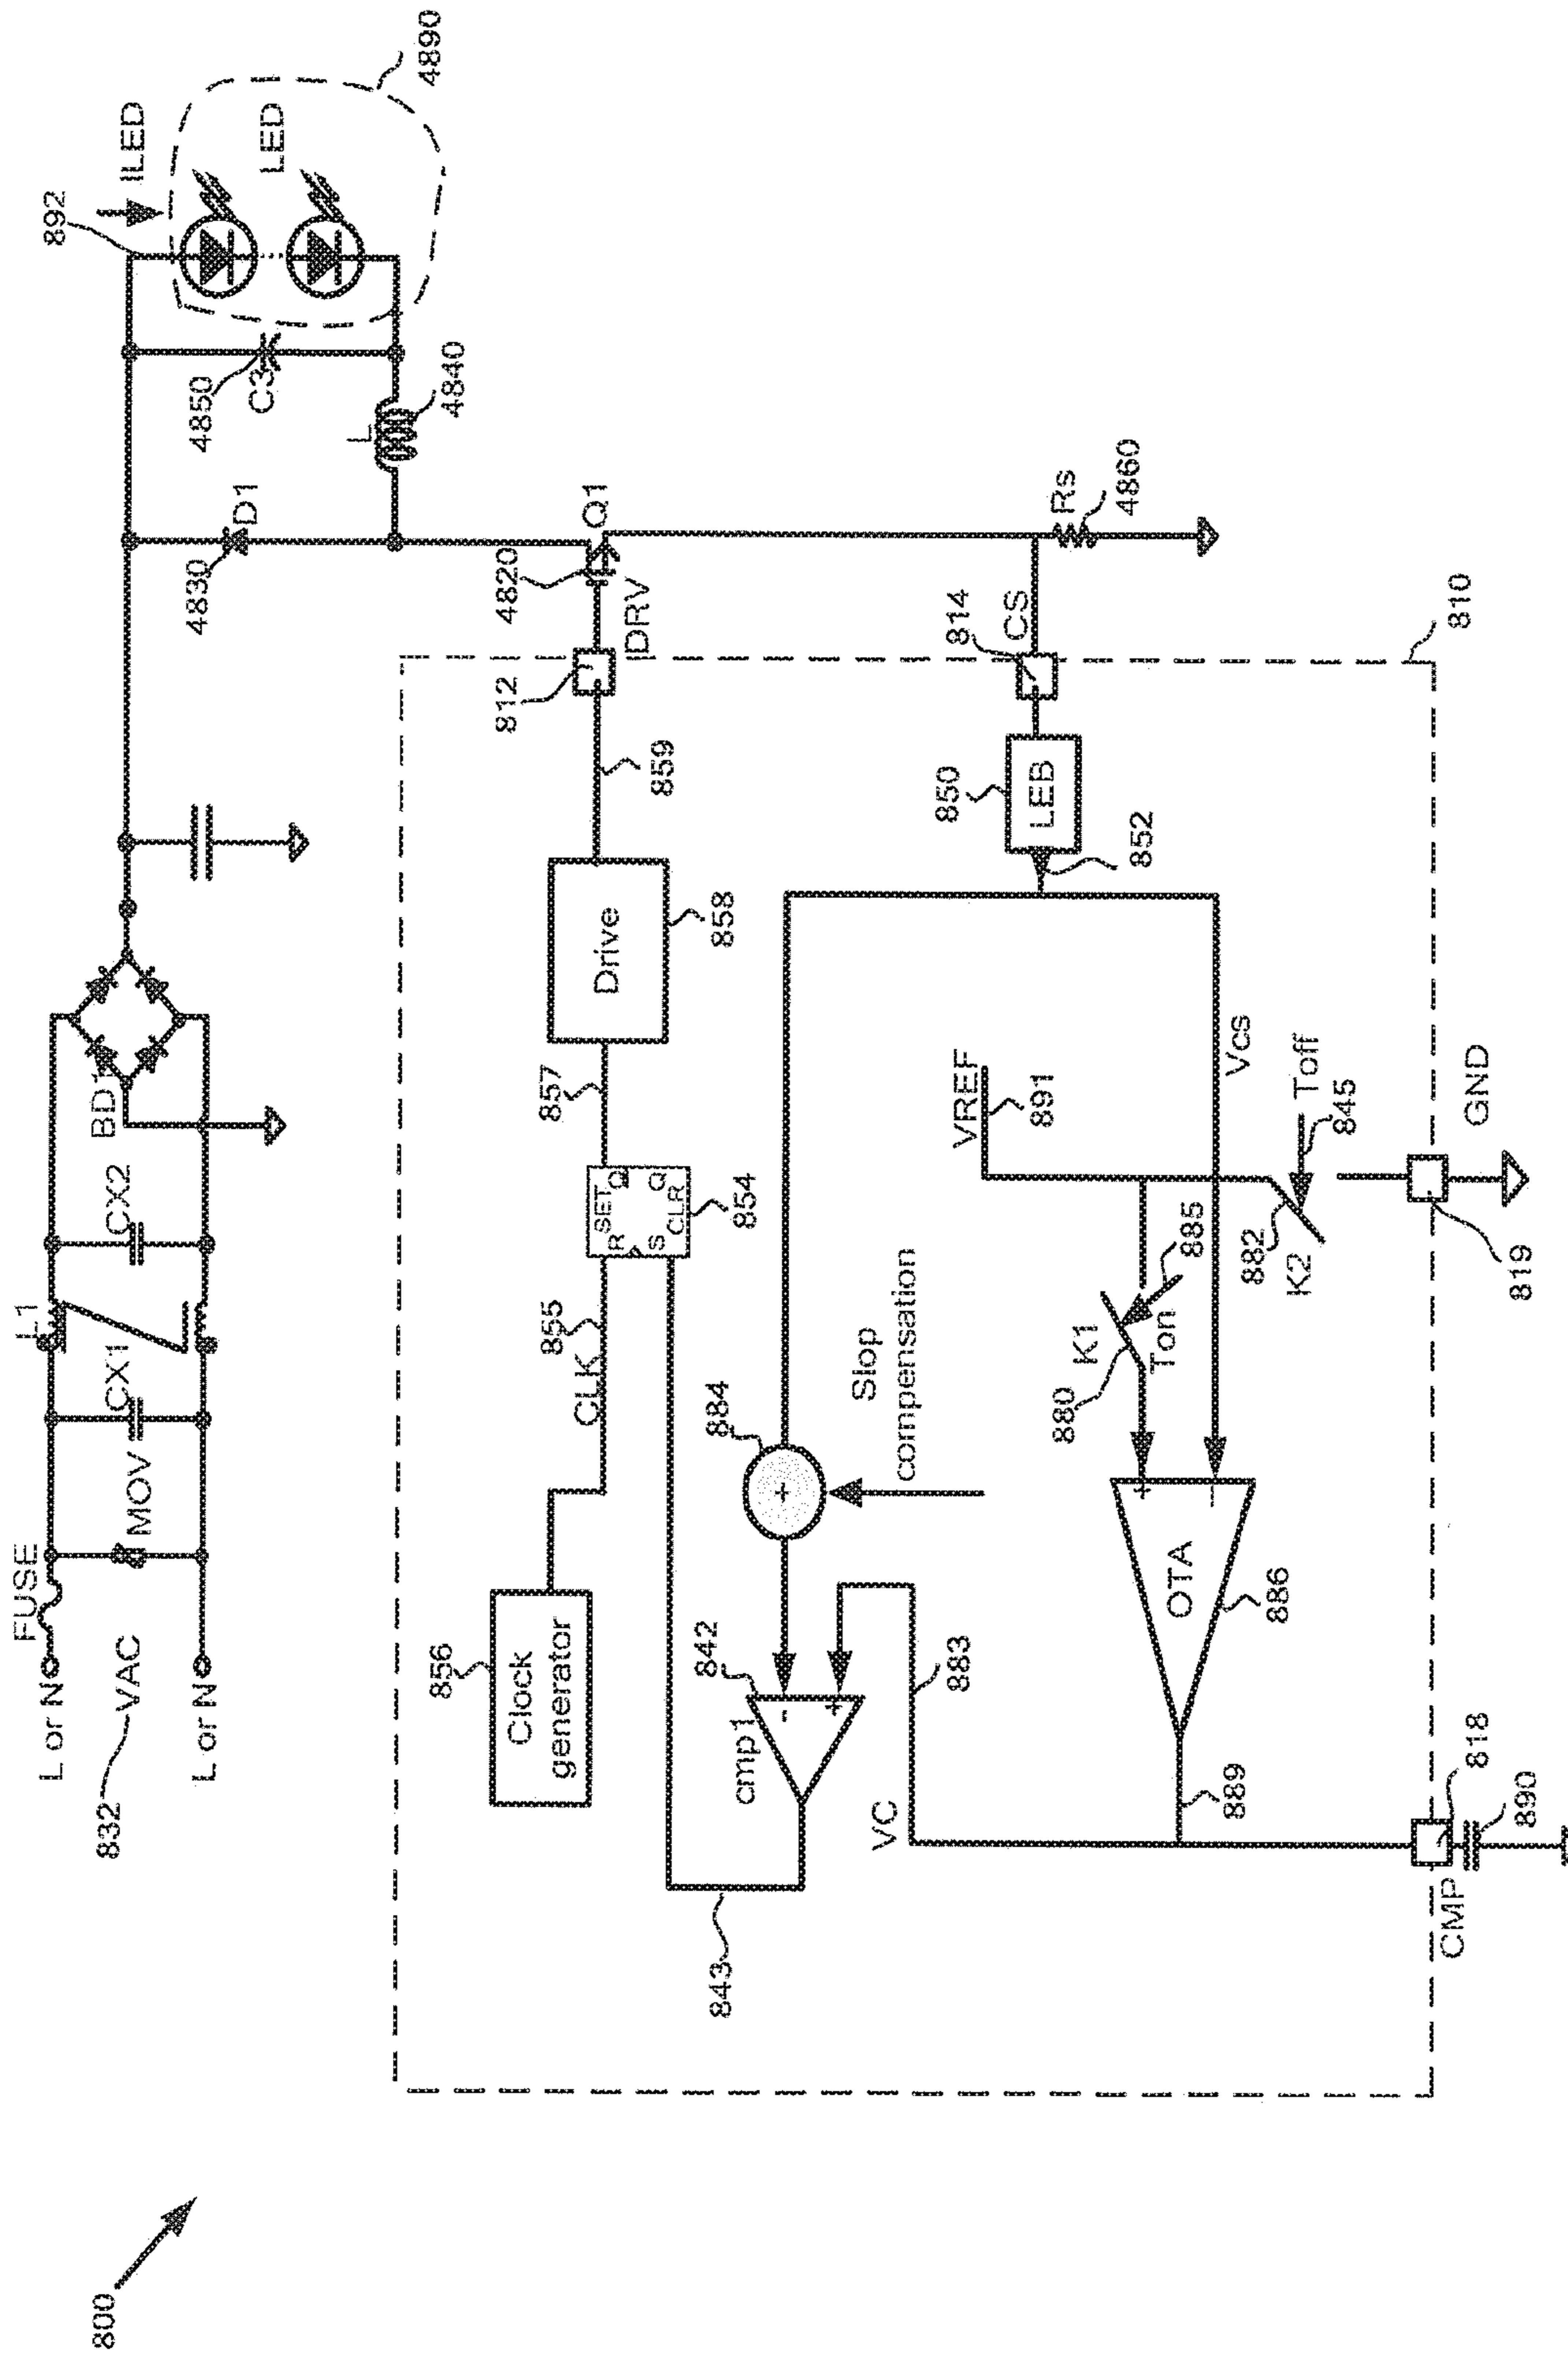 800
L or N
FUSE
832
VAC
L or N
MOV
CX1
L1
CX2
BD1
4830
D1
4850
C3
892
ILED
LED
4890
L
4840
4820
Q1
812
DRV
859
Drive
858
857
SET
R
Q
S
Q
CLR
854
855
CLK
856
Clock
generator
843
cmp1
842
-
+
884
+
Slop
compensation
VC
883
850
LEB
852
814
CS
Rs
4860
810
VREF
891
Vcs
K1
880
Ton
885
882
K2
Toff
845
+
-
OTA
886
889
GND
819
CMP
818
890